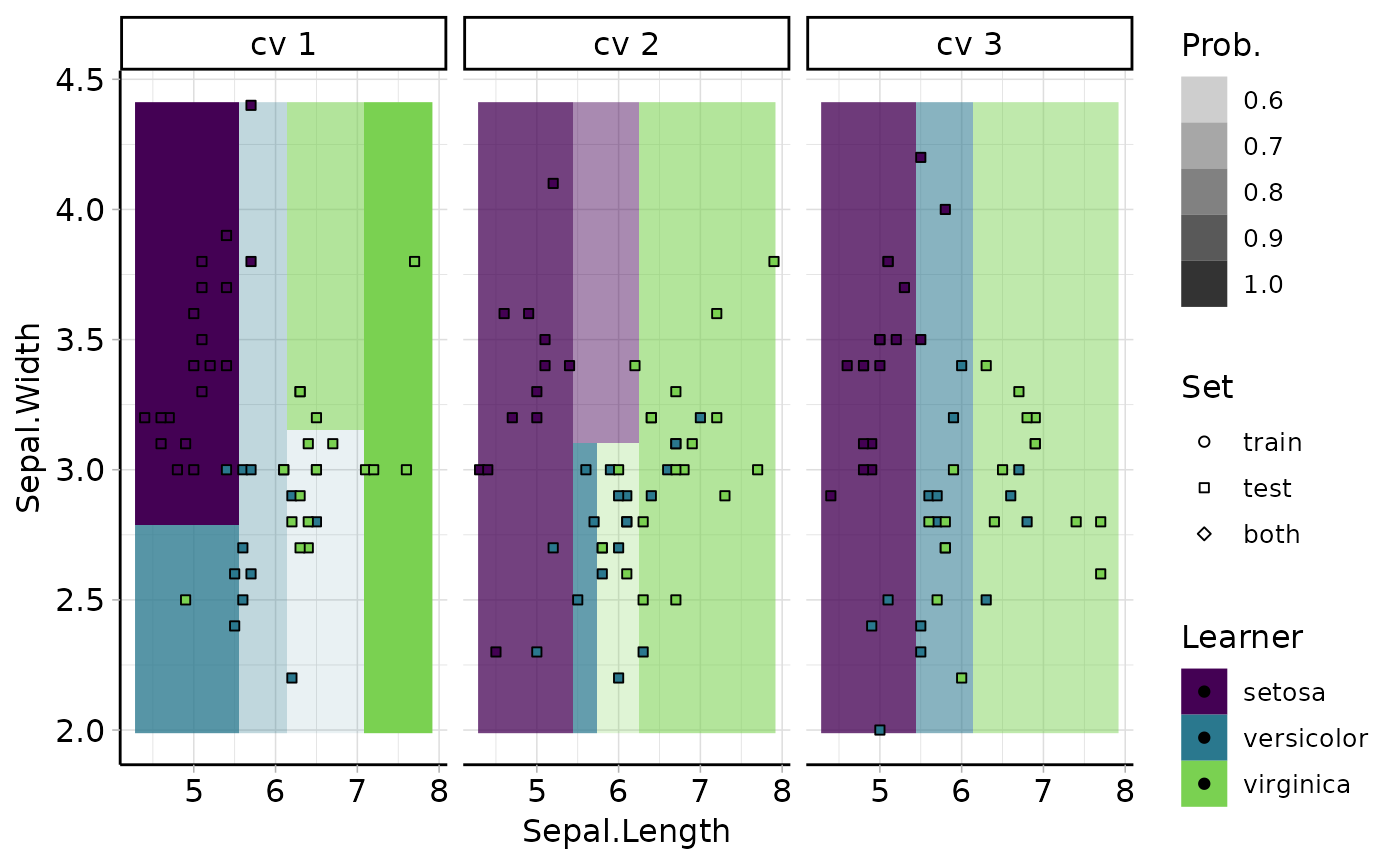 cv 1
cv 2
cv 3
4.5
4.0
3.5
3.0
2.5
2.0
Sepal.Width
5 6 7 8
5 6 7 8
5 6 7 8
Sepal.Length
Prob.
0.6
0.7
0.8
0.9
1.0
Set
train
test
both
Learner
setosa
versicolor
virginica